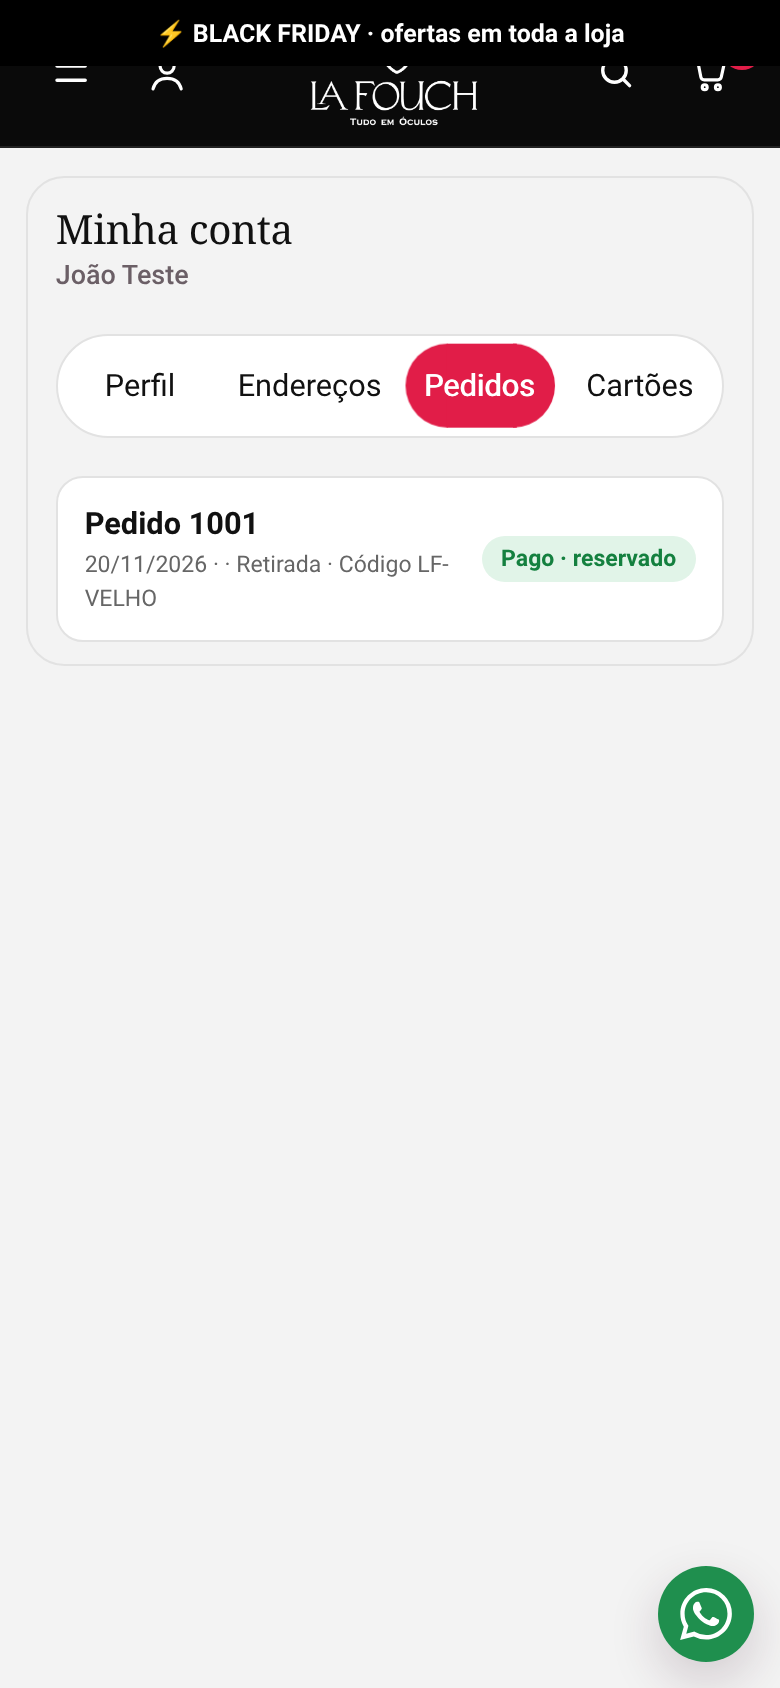 ⚡ BLACK FRIDAY · ofertas em toda a loja
LA FOUCH
TUDO EM ÓCULOS
Minha conta
João Teste
Perfil
Endereços
Pedidos
Cartões
Pedido 1001
20/11/2026 · · Retirada · Código LF-
VELHO
Pago · reservado